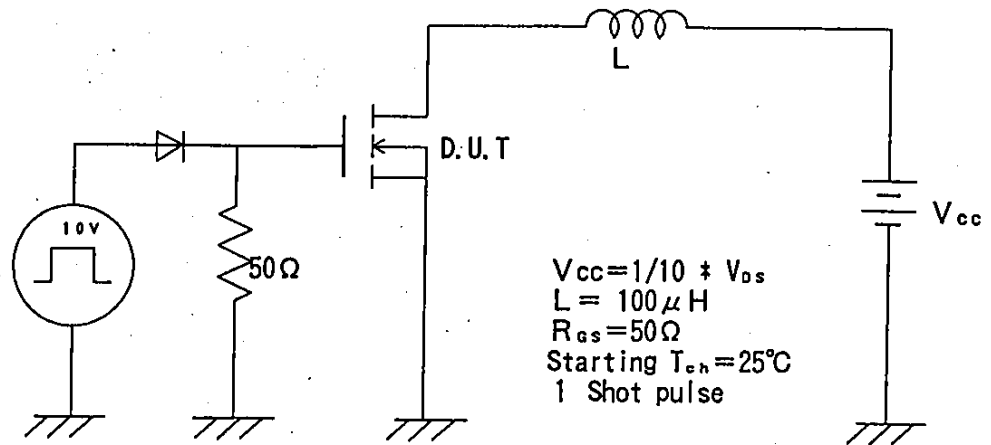 L
D.U.T
10V
50Ω
Vcc
Vcc=1/10 * VDS
L= 100μH
RGS=50Ω
Starting Tch=25℃
1 Shot pulse